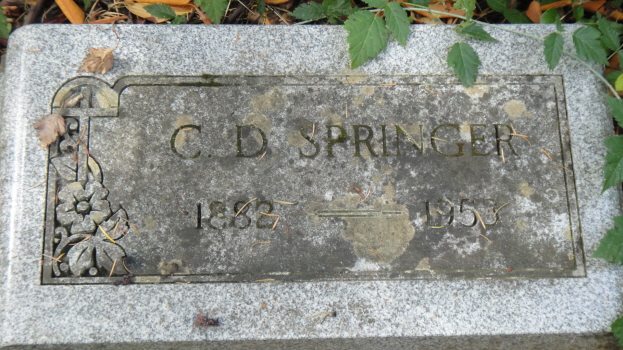 C. D. SPRINGER
1882 — 1953